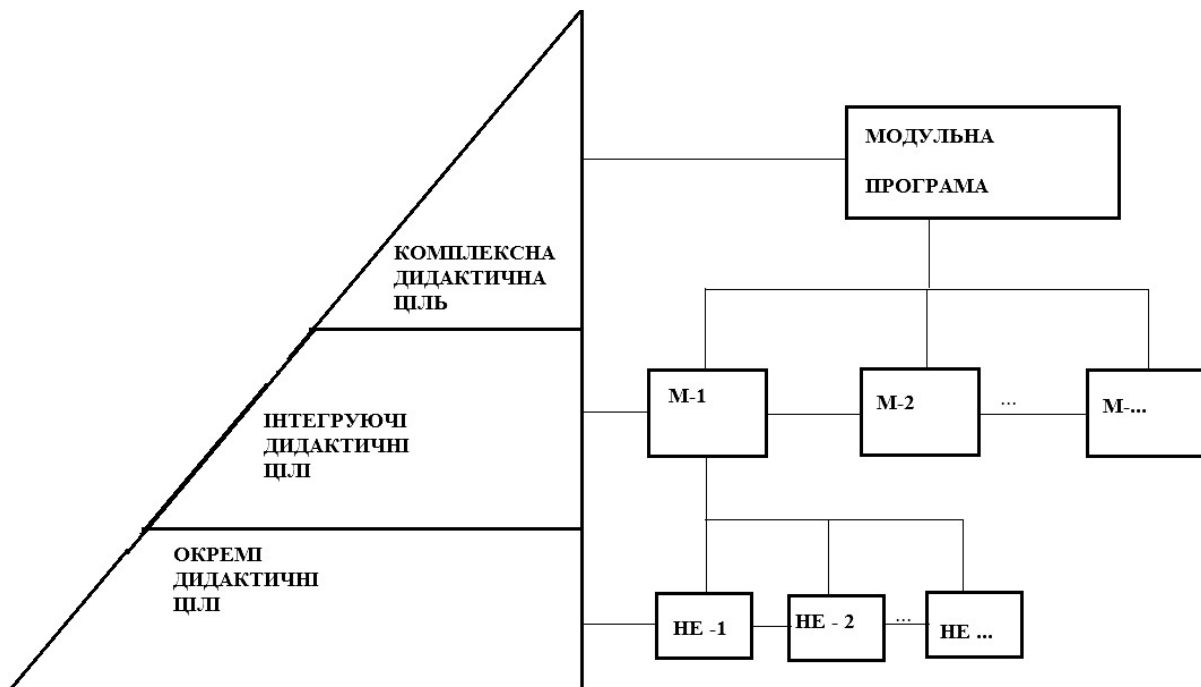 МОДУЛЬНА
ПРОГРАМА
КОМПЛЕКСНА
ДИДАКТИЧНА
ЦІЛЬ
М-1
М-2
...
М-...
ІНТЕГРУЮЧІ
ДИДАКТИЧНІ
ЦІЛІ
ОКРЕМІ
ДИДАКТИЧНІ
ЦІЛІ
НЕ -1
НЕ - 2
...
НЕ ...